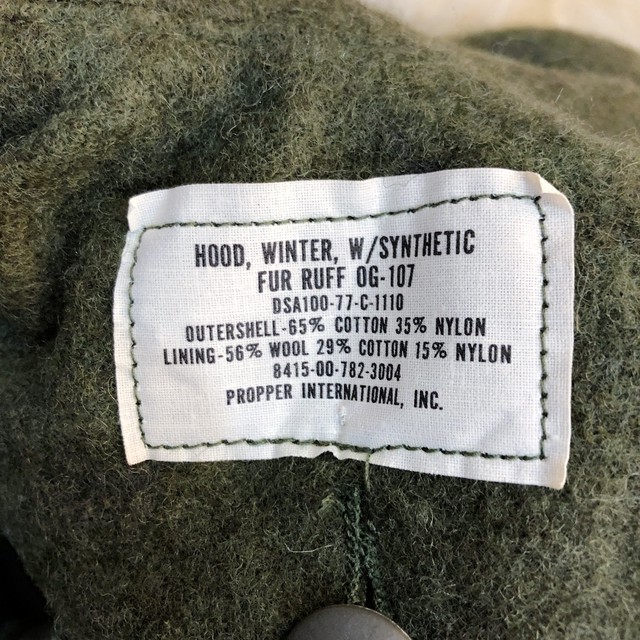 HOOD, WINTER, W/SYNTHETIC
FUR RUFF OG-107
DSA100-77-C-1110
OUTERSHELL-65% COTTON 35% NYLON
LINING-56% WOOL 29% COTTON 15% NYLON
8415-00-782-3004
PROPPER INTERNATIONAL, INC.